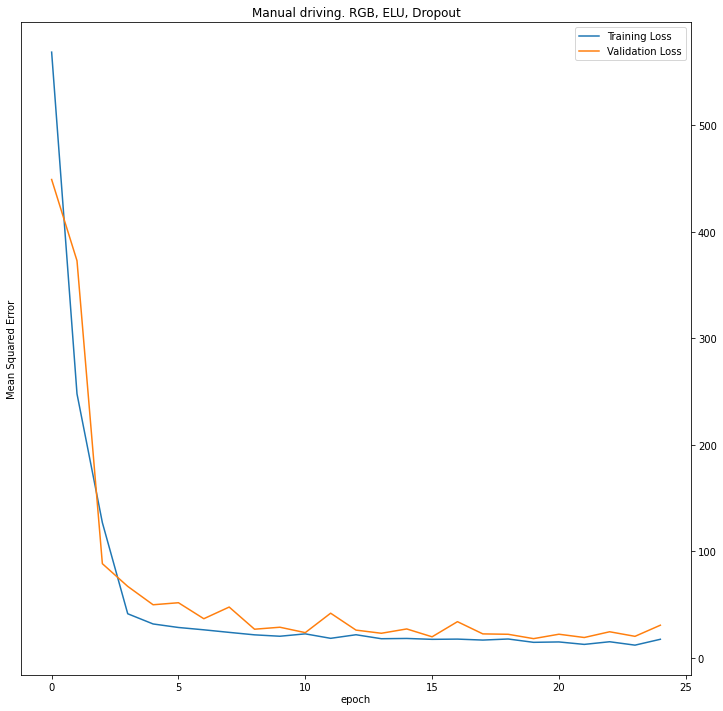 Manual driving. RGB, ELU, Dropout
Training Loss
Validation Loss
Mean Squared Error
500
400
300
200
100
0
0 5 10 15 20 25
epoch